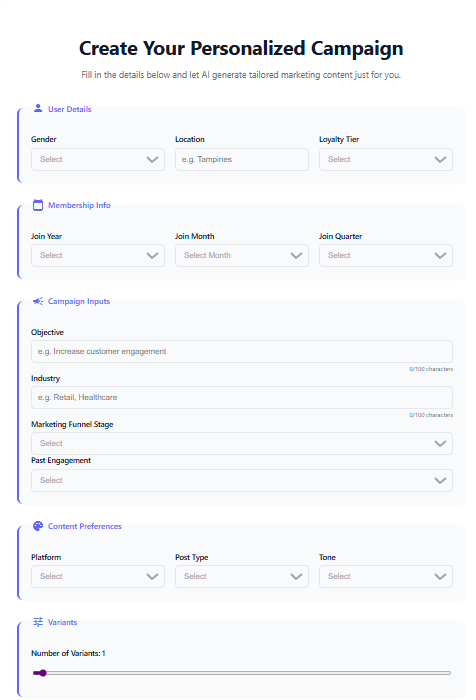 Create Your Personalized Campaign
Fill in the details below and let AI generate tailored marketing content just for you.
User Details
Gender Location Loyalty Tier
Select e.g. Tampines Select
Membership Info
Join Year Join Month Join Quarter
Select Select Month Select
Campaign Inputs
Objective
e.g. Increase customer engagement
0/100 characters
Industry
e.g. Retail, Healthcare
0/100 characters
Marketing Funnel Stage
Select
Past Engagement
Select
Content Preferences
Platform Post Type Tone
Select Select Select
Variants
Number of Variants: 1